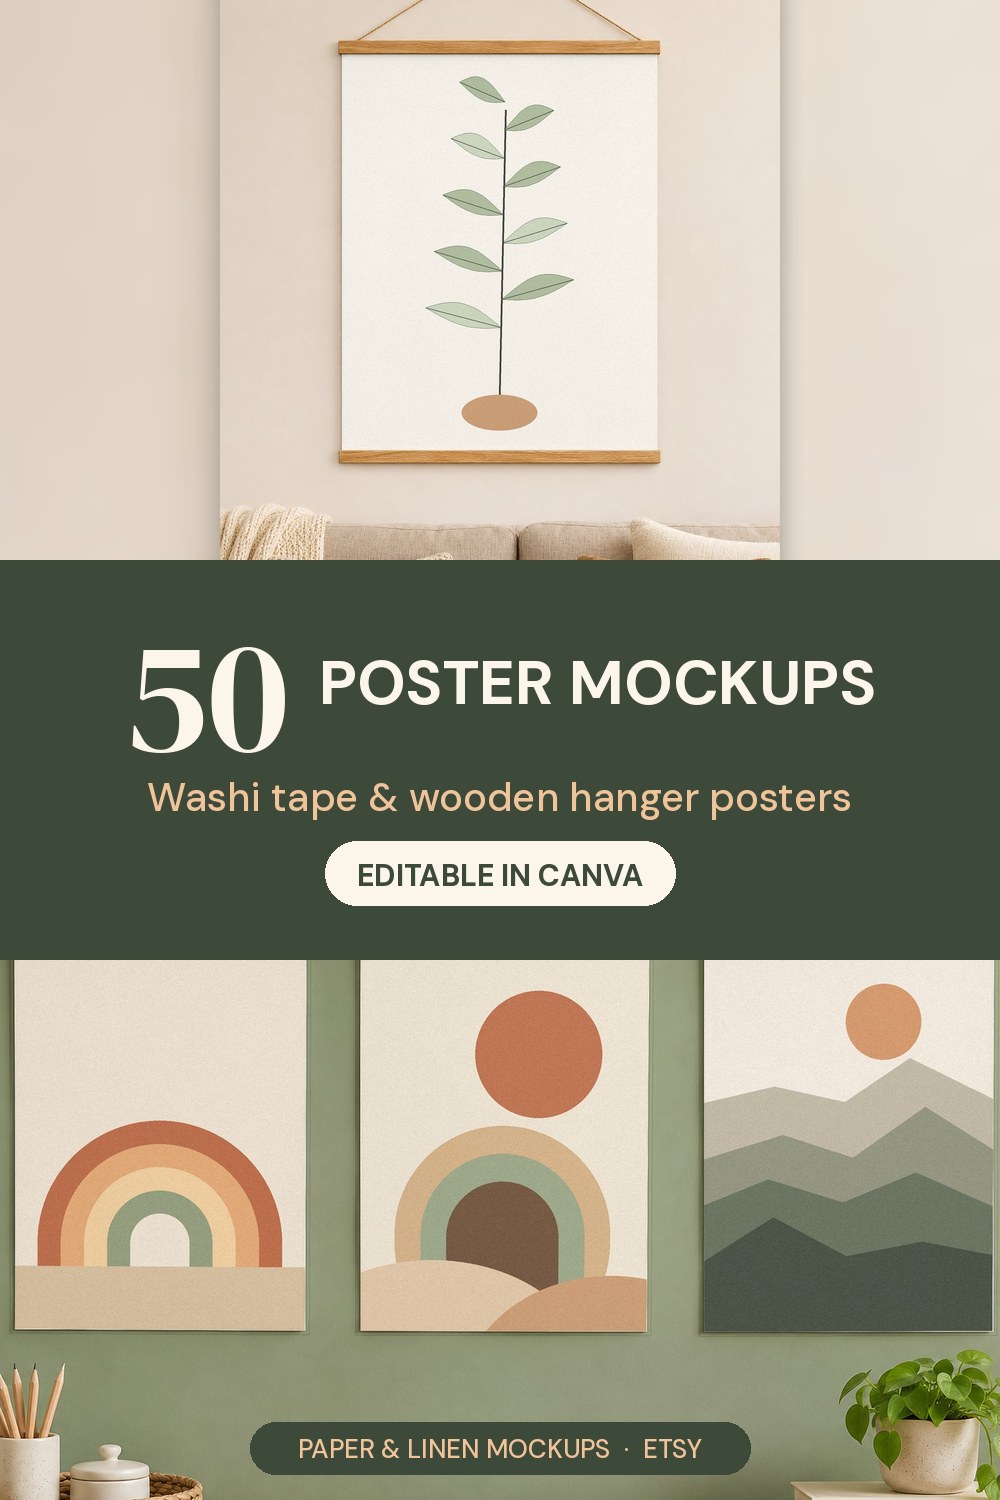 50 POSTER MOCKUPS
Washi tape & wooden hanger posters
EDITABLE IN CANVA
PAPER & LINEN MOCKUPS · ETSY